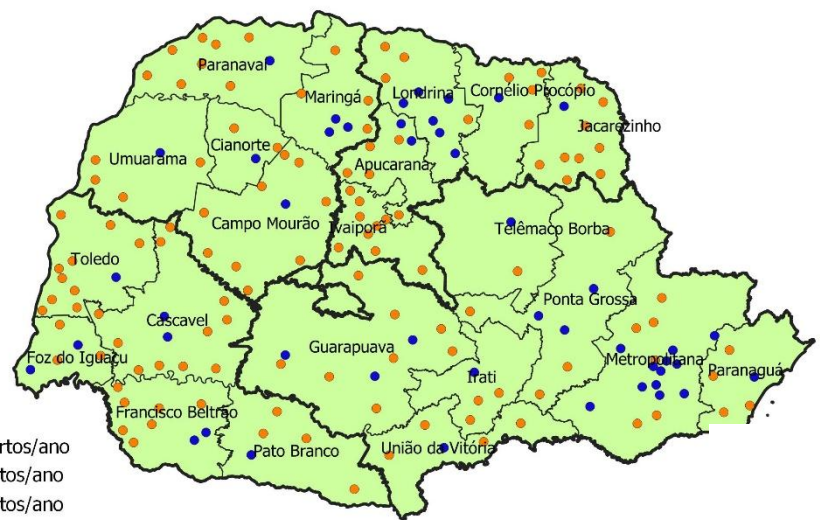 Paranavaí
Maringá
Londrina
Cornélio Procópio
Jacarezinho
Umuarama
Cianorte
Apucarana
Campo Mourão
Ivaiporã
Telêmaco Borba
Toledo
Ponta Grossa
Cascavel
Guarapuava
Foz do Iguaçu
Irati
Metropolitana
Paranaguá
Francisco Beltrão
Pato Branco
União da Vitória
rtos/ano
tos/ano
tos/ano